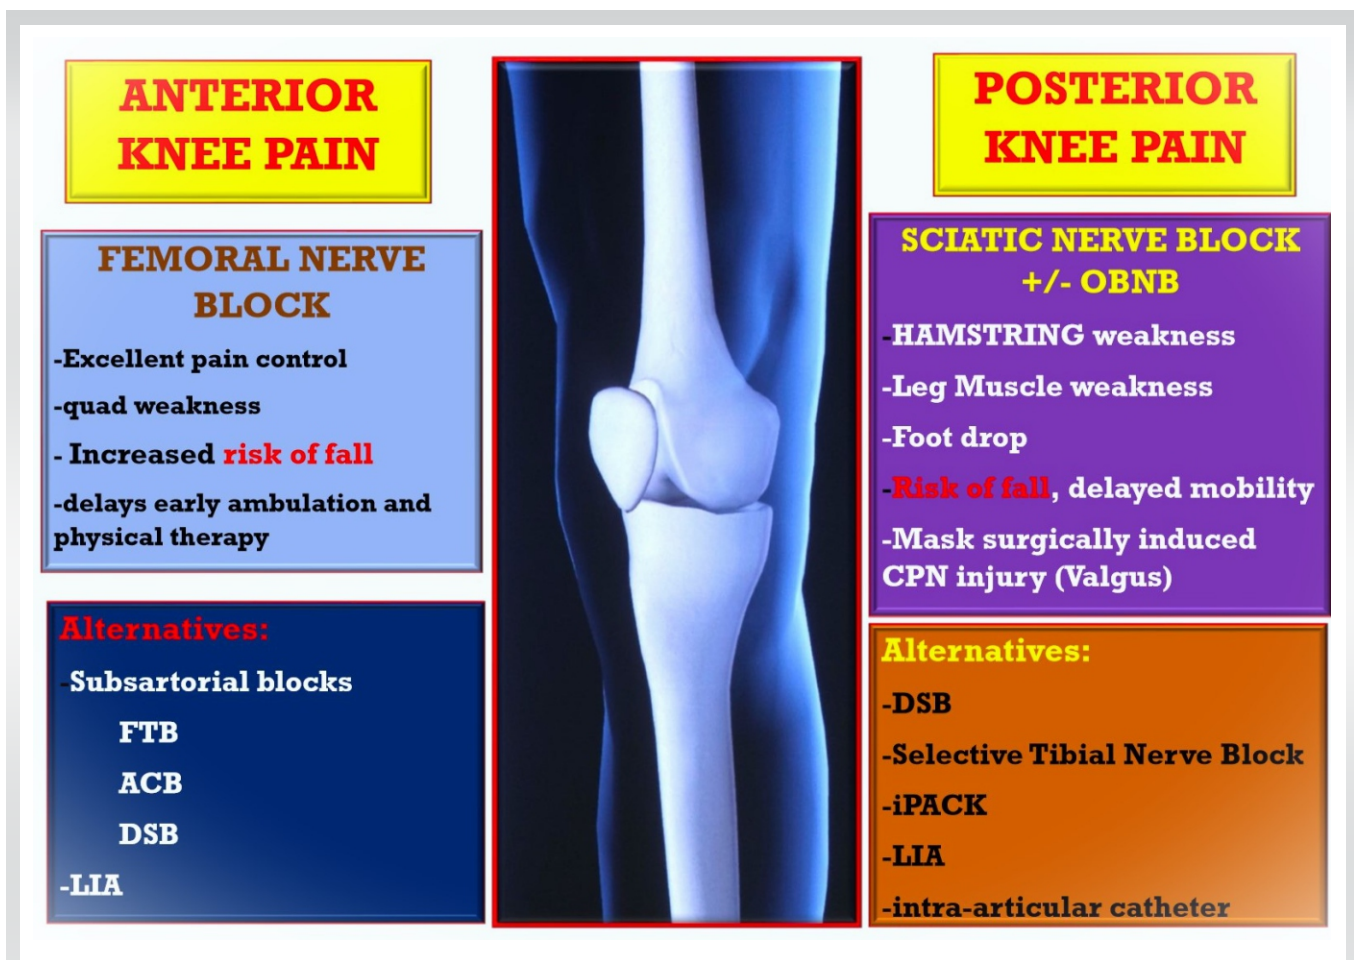 ANTERIOR
KNEE PAIN
FEMORAL NERVE
BLOCK
-Excellent pain control
-quad weakness
- Increased risk of fall
-delays early ambulation and
physical therapy
Alternatives:
-Subsartorial blocks
FTB
ACB
DSB
-LIA
POSTERIOR
KNEE PAIN
SCIATIC NERVE BLOCK
+/- OBNB
-HAMSTRING weakness
-Leg Muscle weakness
-Foot drop
-Risk of fall, delayed mobility
-Mask surgically induced
CPN injury (Valgus)
Alternatives:
-DSB
-Selective Tibial Nerve Block
-iPACK
-LIA
-intra-articular catheter